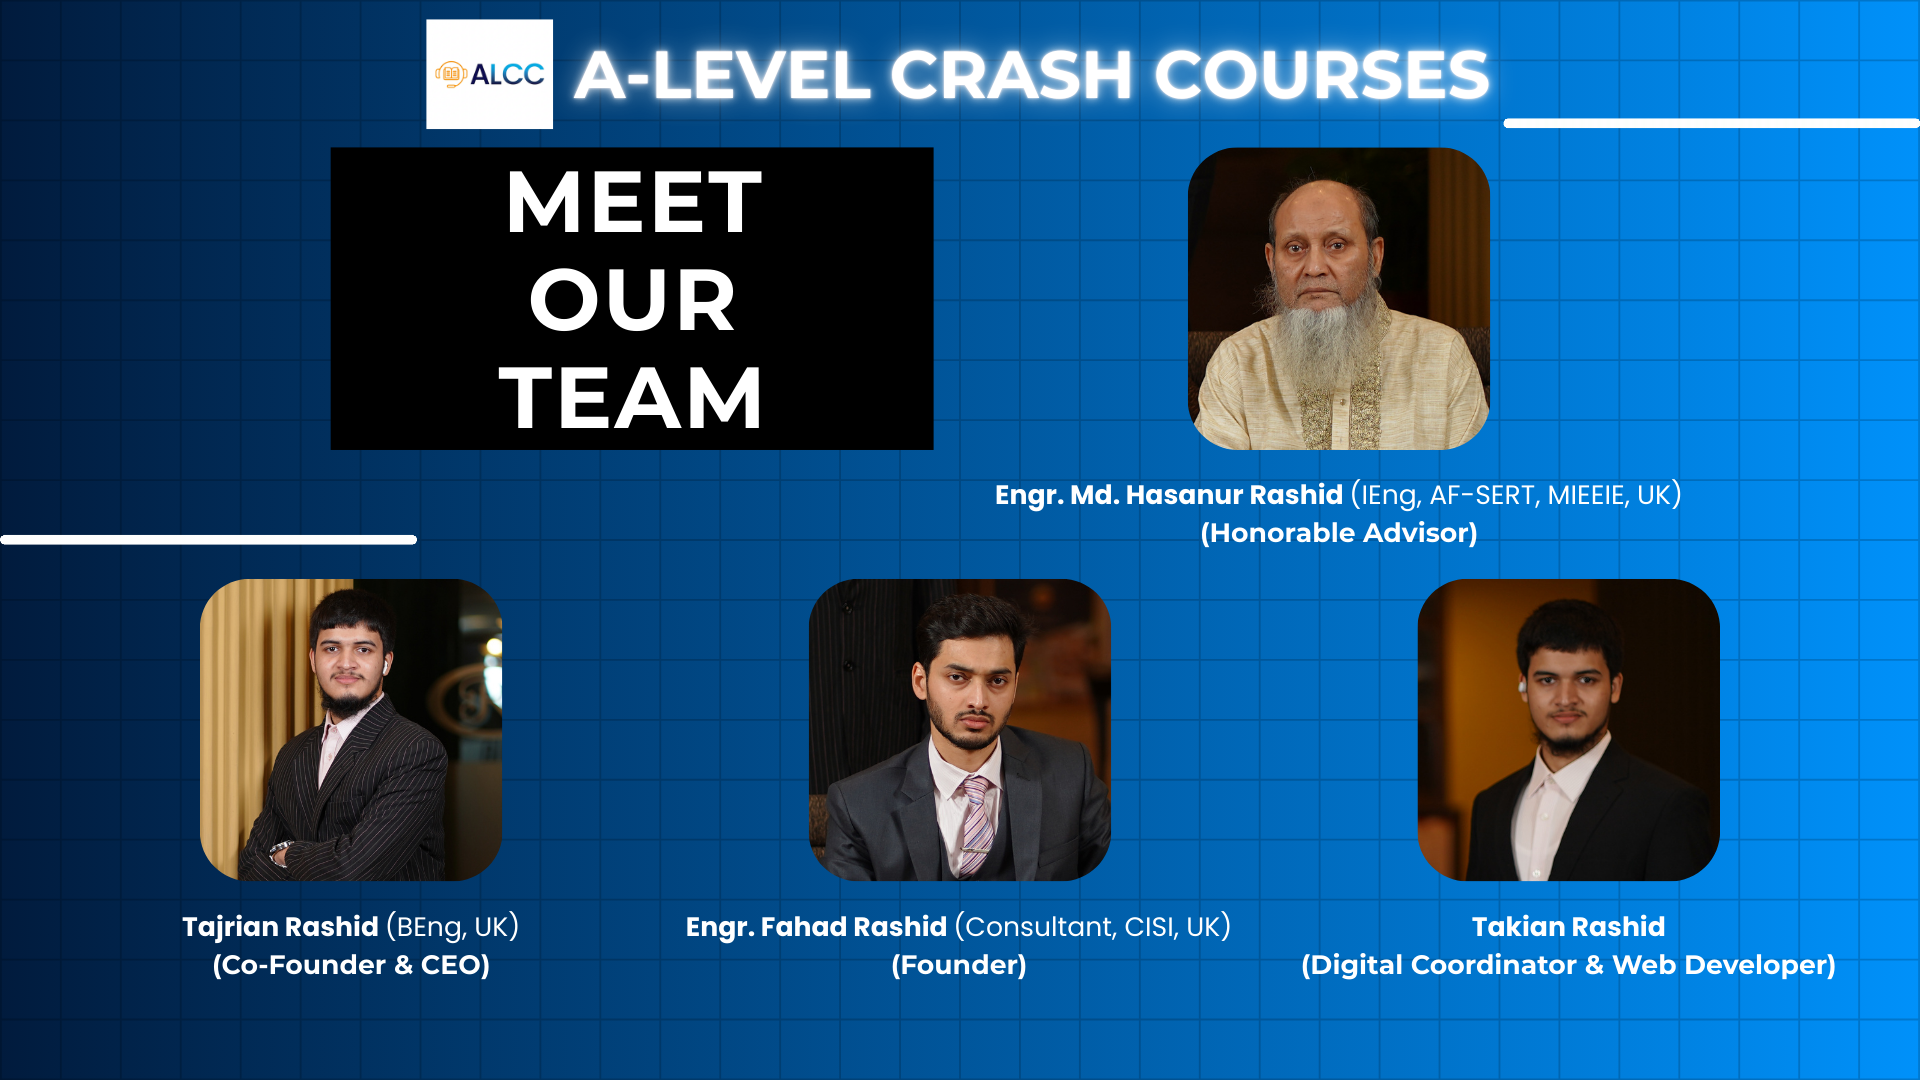 ALCC
A-LEVEL CRASH COURSES
MEET
OUR
TEAM
Engr. Md. Hasanur Rashid (IEng, AF-SERT, MIEEIE, UK)
(Honorable Advisor)
Tajrian Rashid (BEng, UK)
(Co-Founder & CEO)
Engr. Fahad Rashid (Consultant, CISI, UK)
(Founder)
Takian Rashid
(Digital Coordinator & Web Developer)